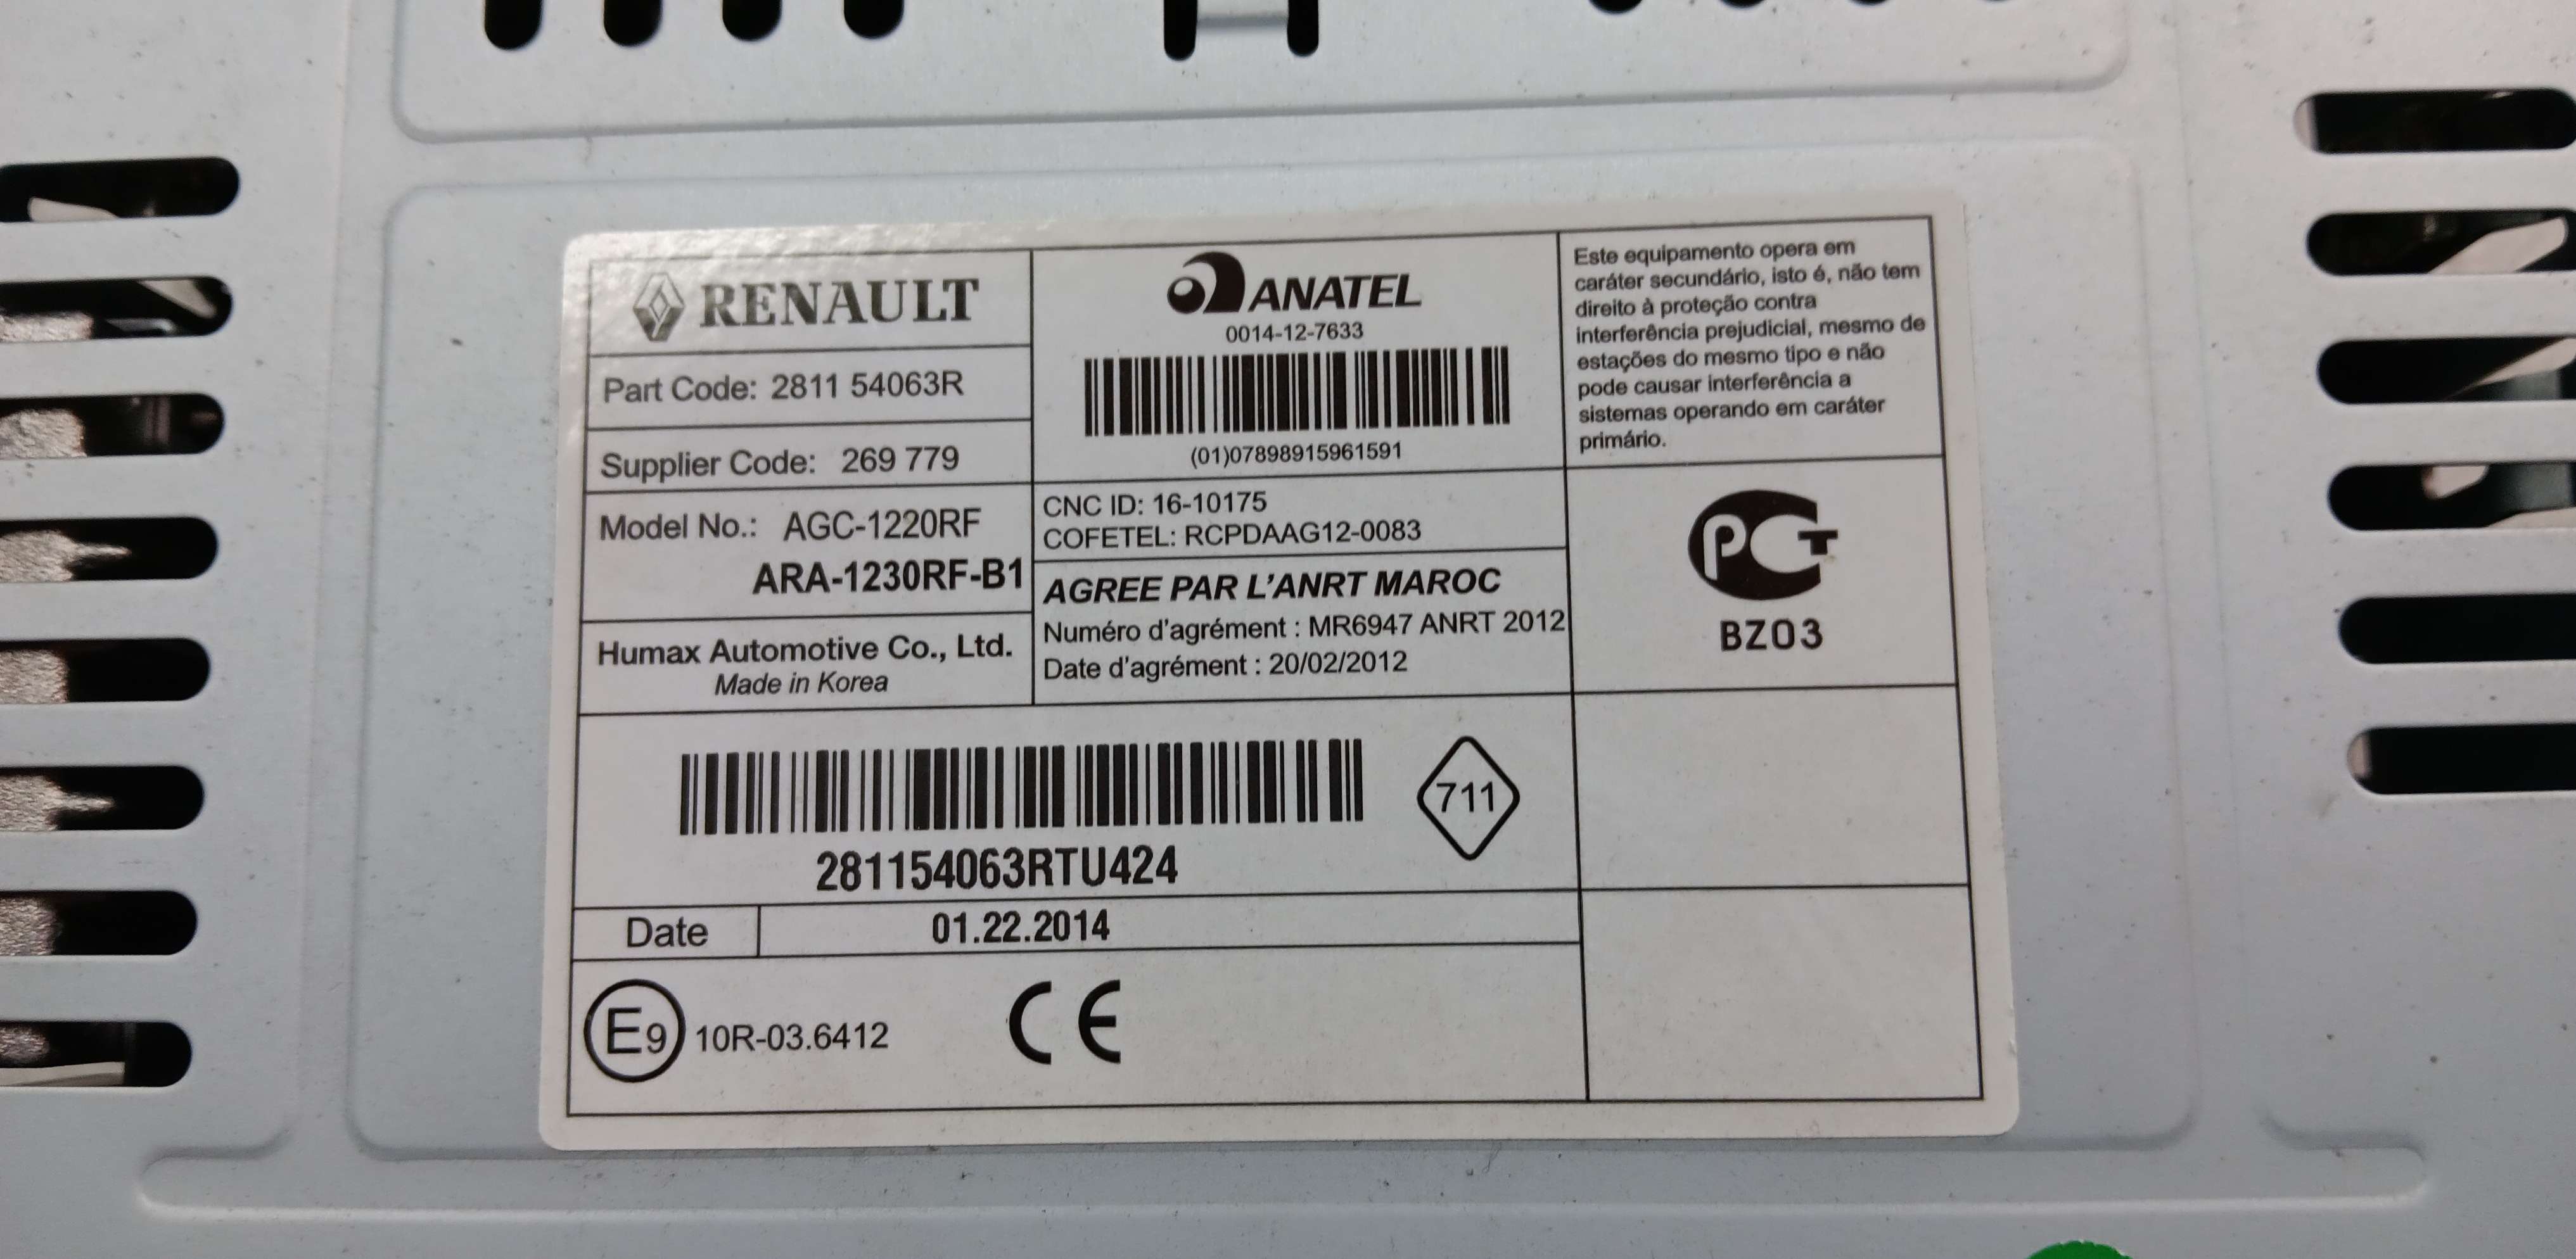 RENAULT
Part Code: 2811 54063R
Supplier Code: 269 779
Model No.: AGC-1220RF
ARA-1230RF-B1
Humax Automotive Co., Ltd.
Made in Korea
ANATEL
0014-12-7633
(01)07898915961591
CNC ID: 16-10175
COFETEL: RCPDAAG12-0083
AGREE PAR L'ANRT MAROC
Numéro d'agrément : MR6947 ANRT 2012
Date d'agrément : 20/02/2012
Este equipamento opera em
caráter secundário, isto é, não tem
direito à proteção contra
interferência prejudicial, mesmo de
estações do mesmo tipo e não
pode causar interferência a
sistemas operando em caráter
primário.
PCT
BZ03
281154063RTU424
711
Date 01.22.2014
E9 10R-03.6412
CE